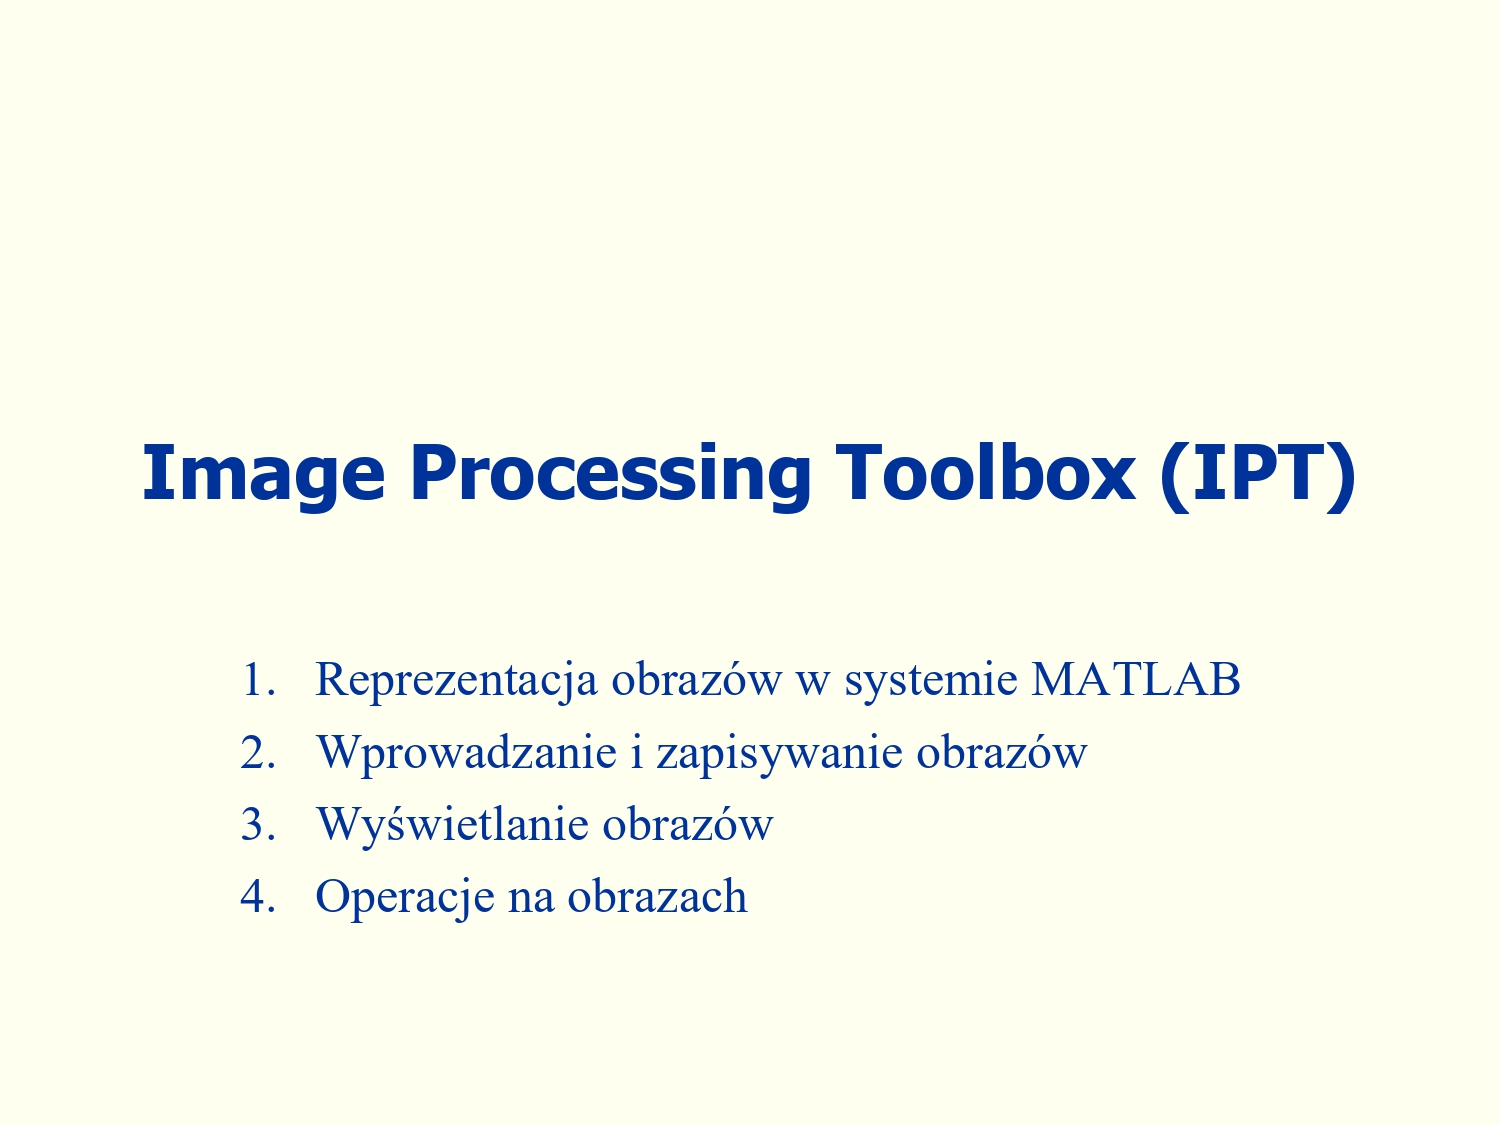 Image Processing Toolbox (IPT)
1. Reprezentacja obrazów w systemie MATLAB
2. Wprowadzanie i zapisywanie obrazów
3. Wyświetlanie obrazów
4. Operacje na obrazach